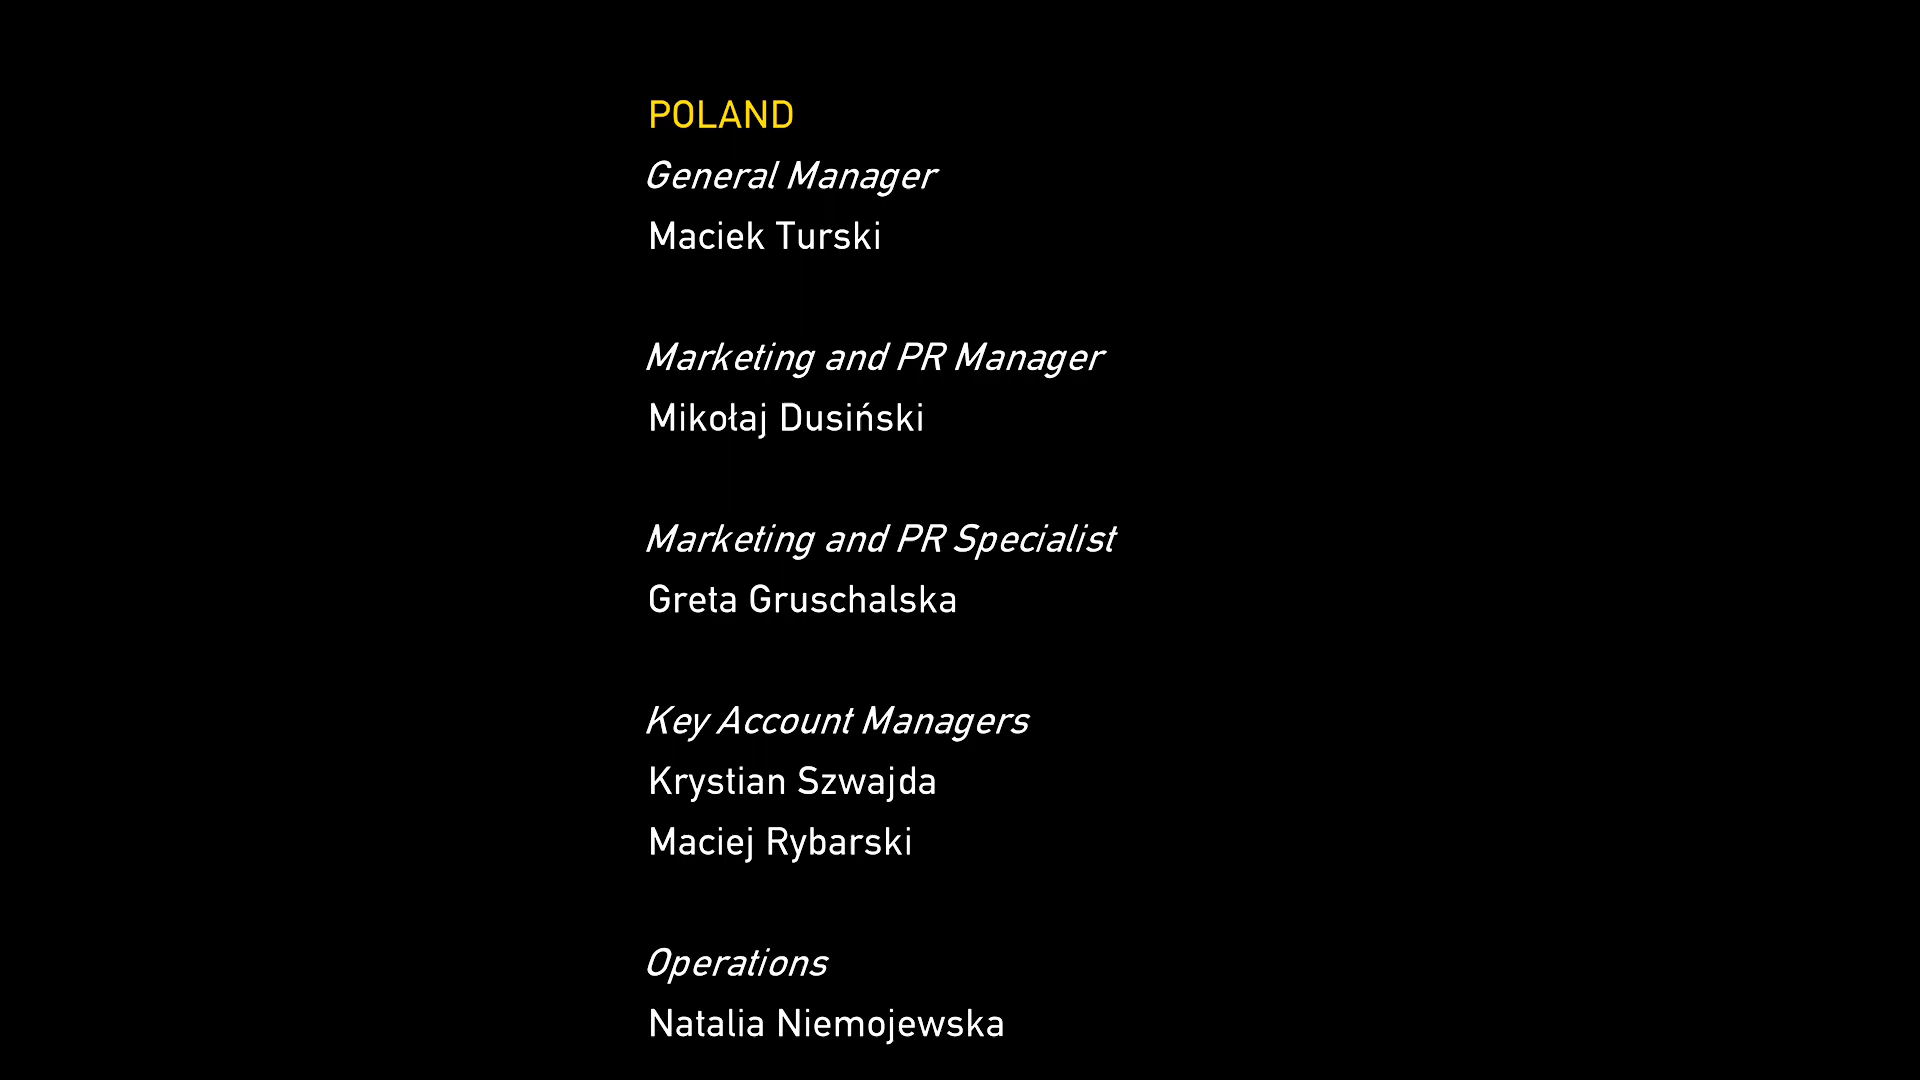 POLAND
General Manager
Maciek Turski
Marketing and PR Manager
Mikołaj Dusiński
Marketing and PR Specialist
Greta Gruschalska
Key Account Managers
Krystian Szwajda
Maciej Rybarski
Operations
Natalia Niemojewska